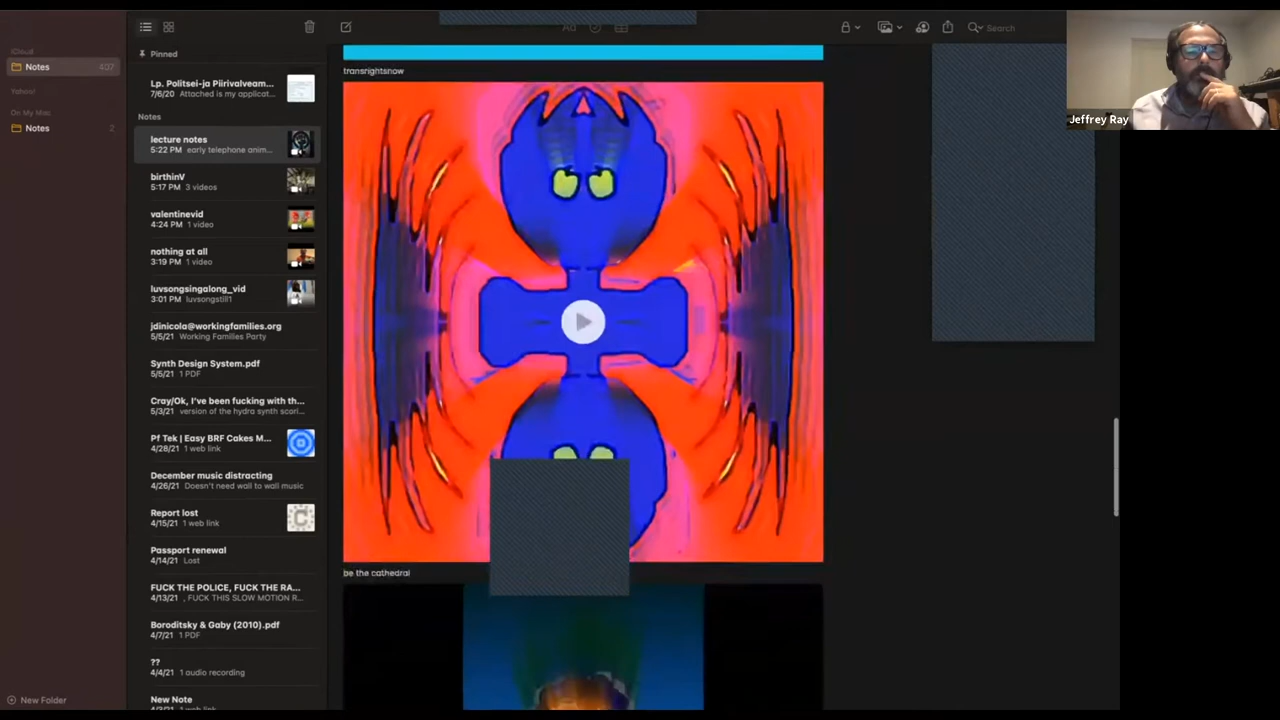 Search
Jeffrey Ray
iCloud
Notes 407
Yahoo!
On My Mac
Notes 2
New Folder
Pinned
Lp. Politsei-ja Piirivalveam...
7/6/20 Attached is my applicat...
Notes
lecture notes
5:22 PM early telephone anim...
birthinV
5:17 PM 3 videos
valentinevid
4:24 PM 1 video
nothing at all
3:19 PM 1 video
luvsongsingalong_vid
3:01 PM luvsongstill1
jdinicola@workingfamilies.org
5/5/21 Working Families Party
Synth Design System.pdf
5/5/21 1 PDF
Cray/Ok, I've been fucking with th...
5/3/21 version of the hydra synth scori...
Pf Tek | Easy BRF Cakes M...
4/28/21 1 web link
December music distracting
4/26/21 Doesn't need wall to wall music
Report lost
4/15/21 1 web link
Passport renewal
4/14/21 Lost
FUCK THE POLICE, FUCK THE RA...
4/13/21 , FUCK THIS SLOW MOTION R...
Boroditsky & Gaby (2010).pdf
4/7/21 1 PDF
??
4/4/21 1 audio recording
New Note
transrightsnow
be the cathedral